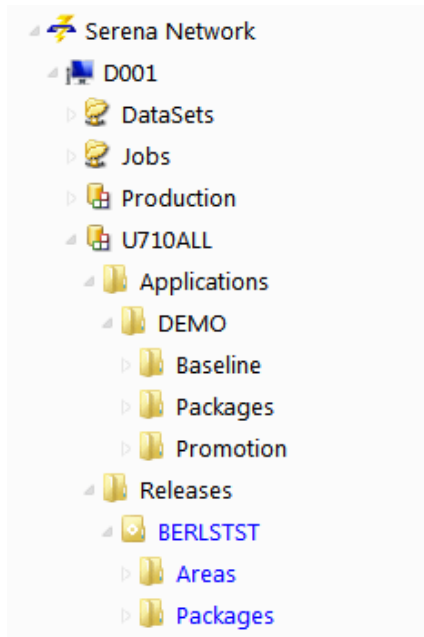 Serena Network
D001
DataSets
Jobs
Production
U710ALL
Applications
DEMO
Baseline
Packages
Promotion
Releases
BERLSTST
Areas
Packages